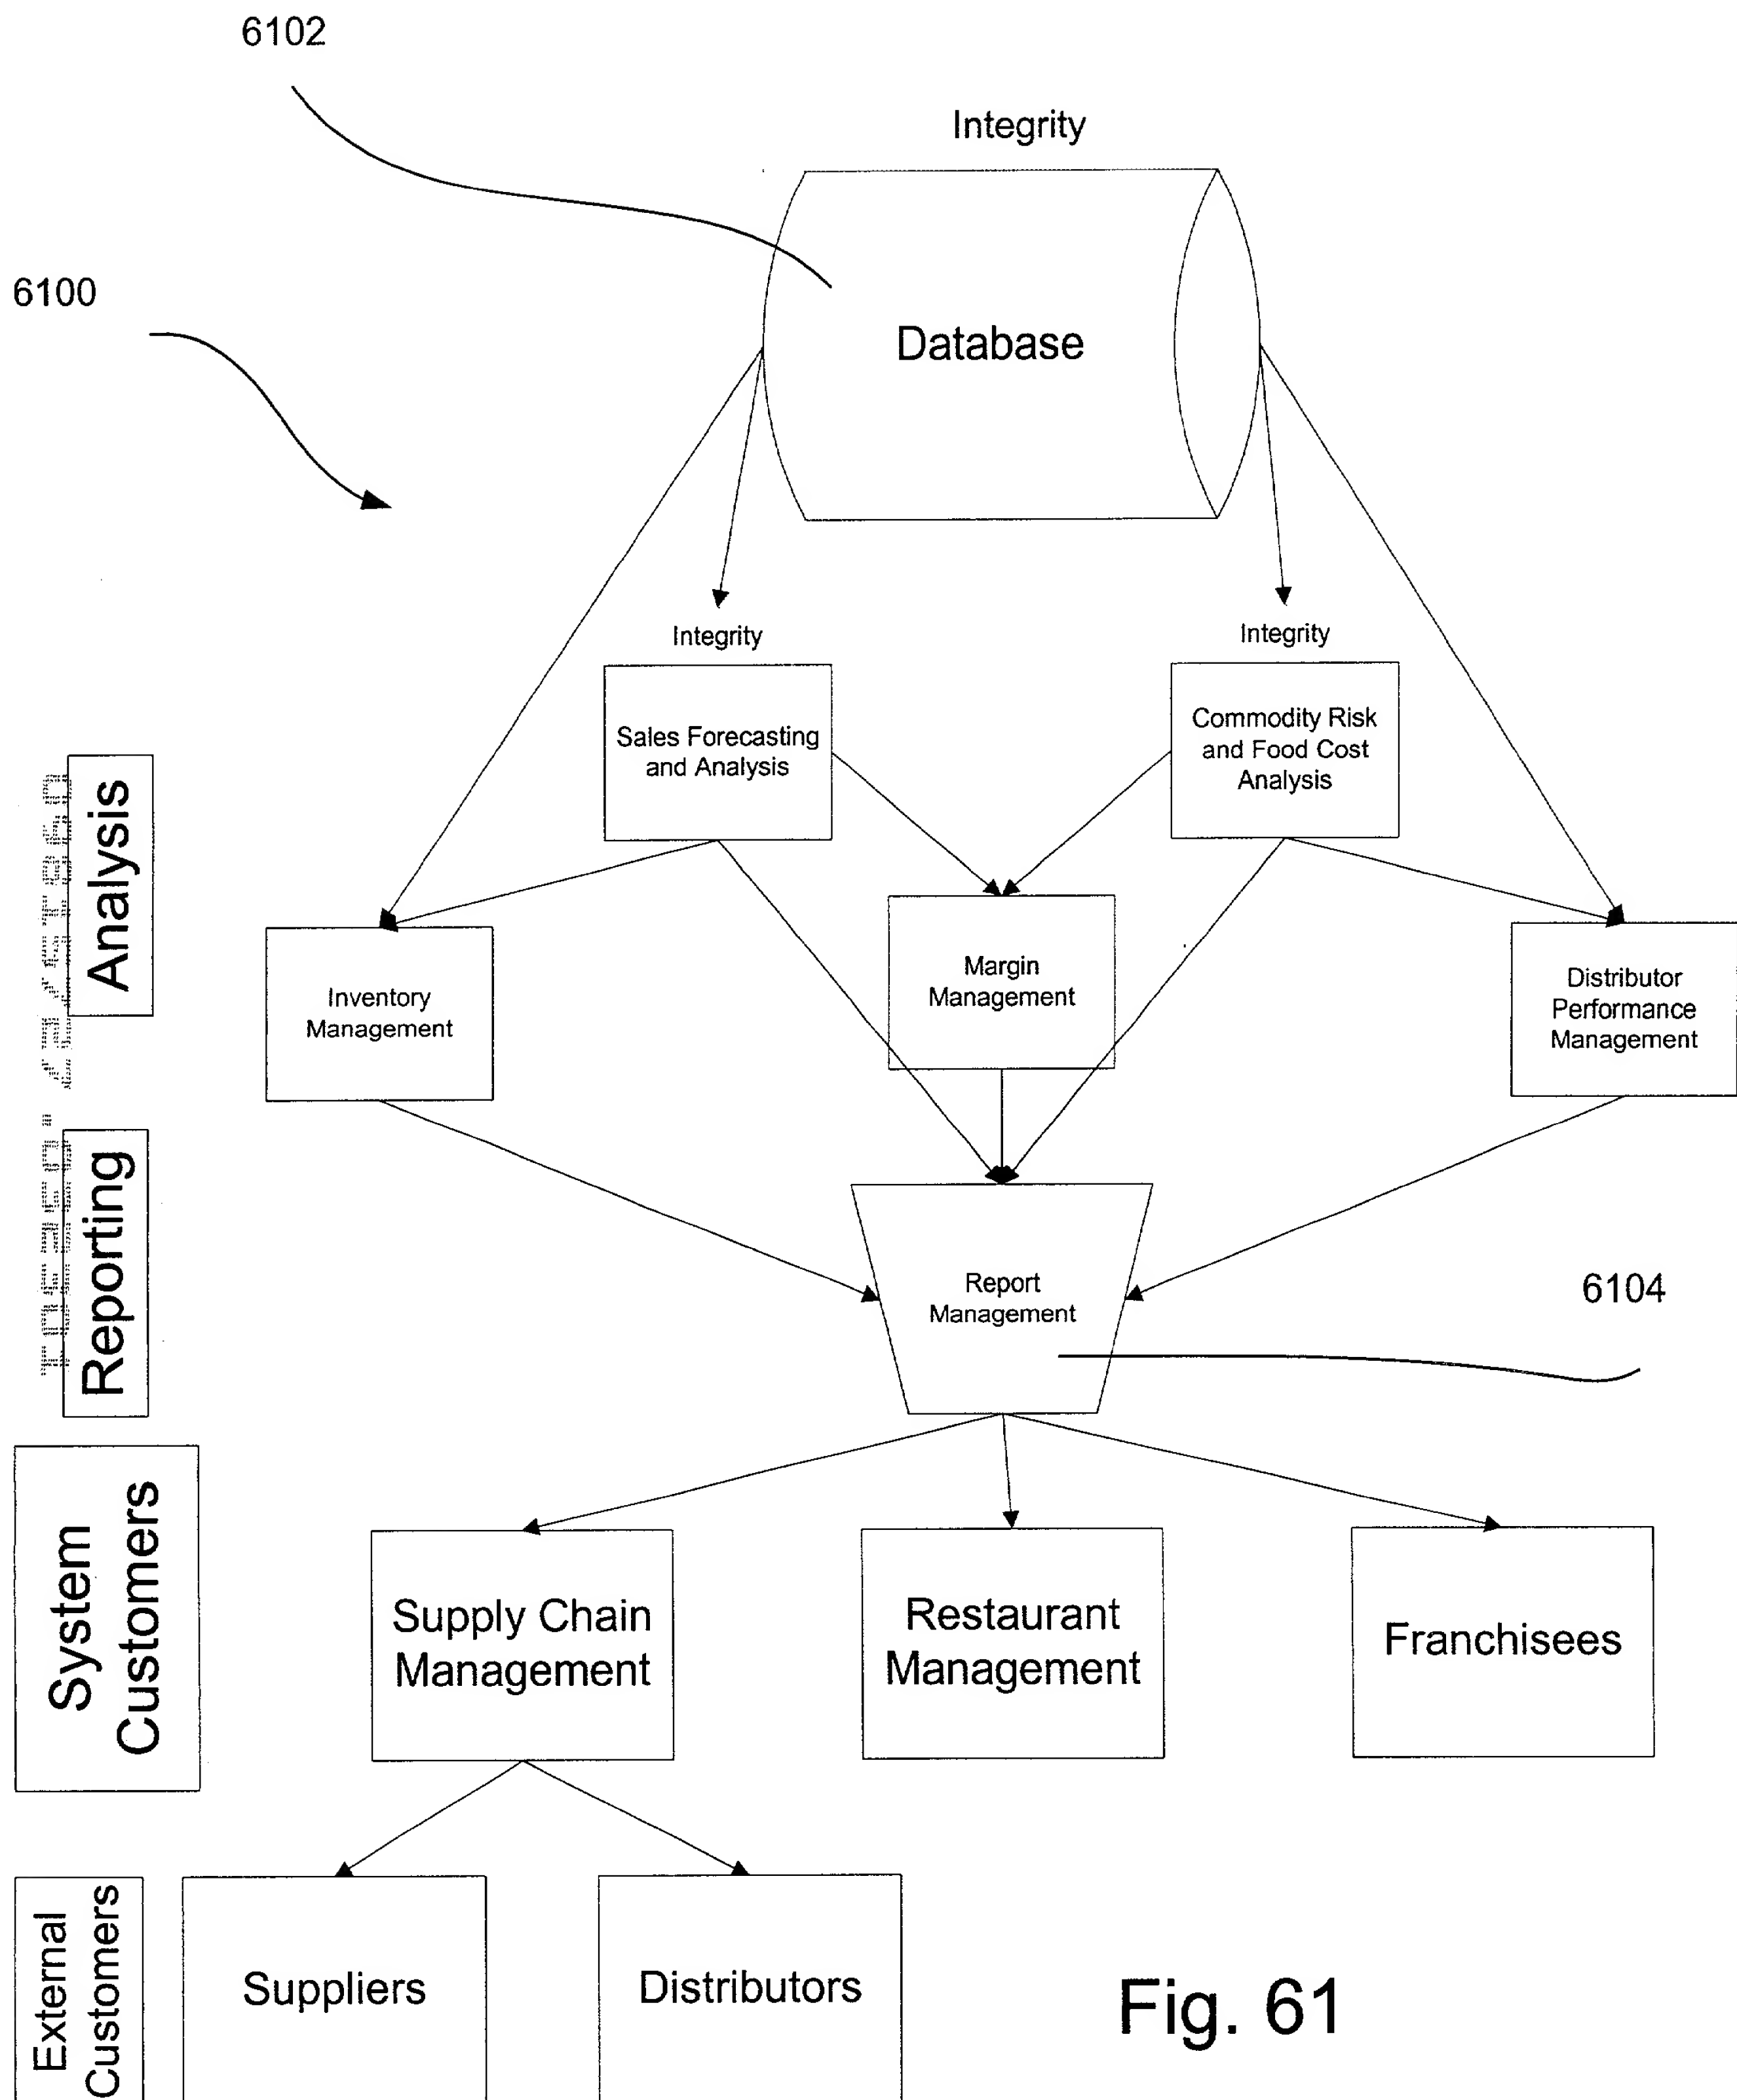 6102
Integrity
6100
Database
Integrity
Integrity
Sales Forecasting
and Analysis
Commodity Risk
and Food Cost
Analysis
Analysis
Inventory
Management
Margin
Management
Distributor
Performance
Management
Reporting
Report
Management
6104
System
Customers
Supply Chain
Management
Restaurant
Management
Franchisees
External
Customers
Suppliers
Distributors
Fig. 61